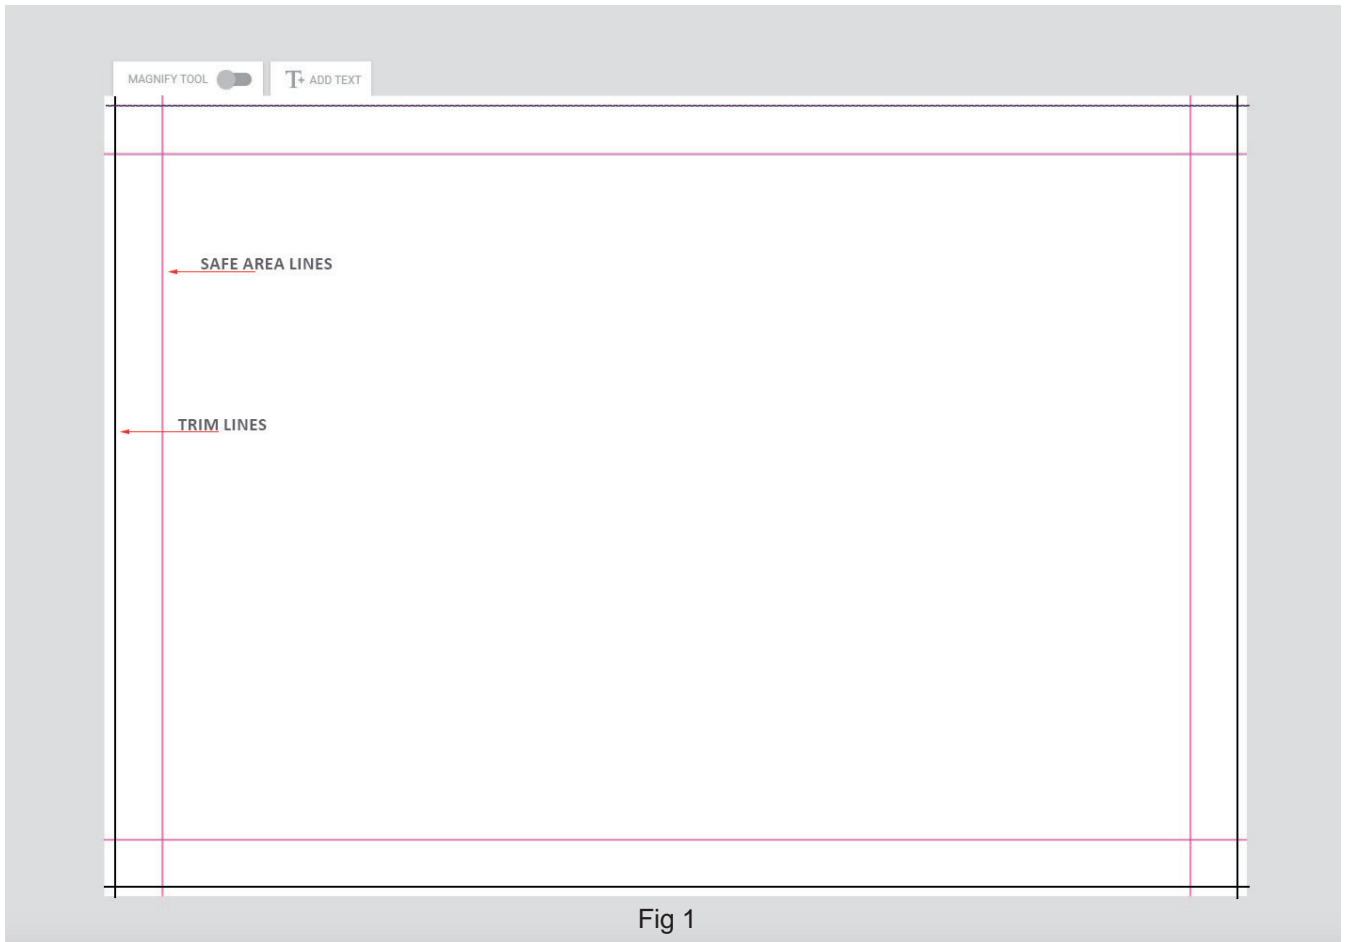 MAGNIFY TOOL
T+ ADD TEXT
SAFE AREA LINES
TRIM LINES
Fig 1